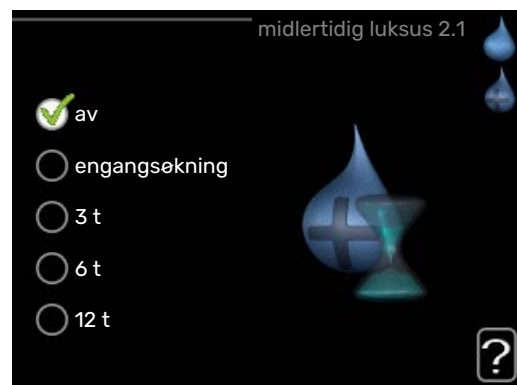 midlertidig luksus 2.1
av
engangsøkning
3 t
6 t
12 t
?